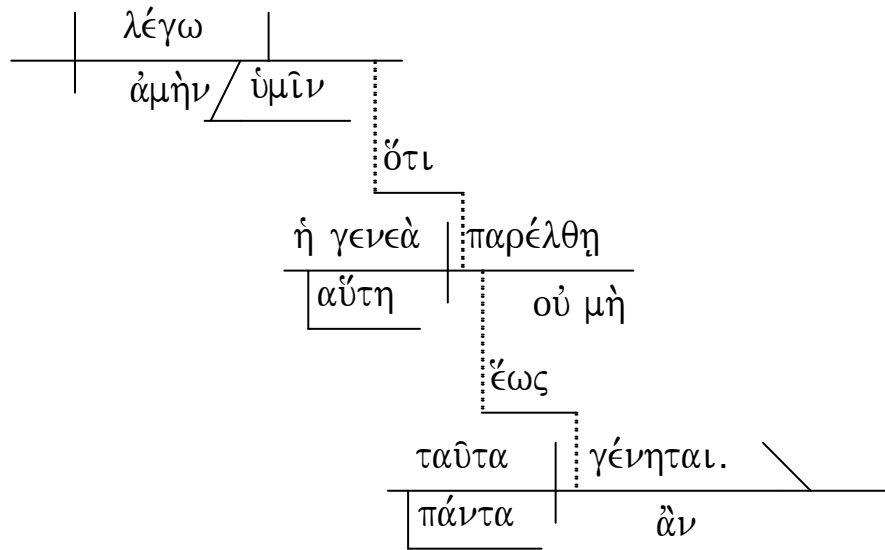 λέγω
ἀμὴν ὑμῖν
ὅτι
ἡ γενεὰ παρέλθῃ
αὕτη οὐ μὴ
ἕως
ταῦτα γένηται.
πάντα ἂν